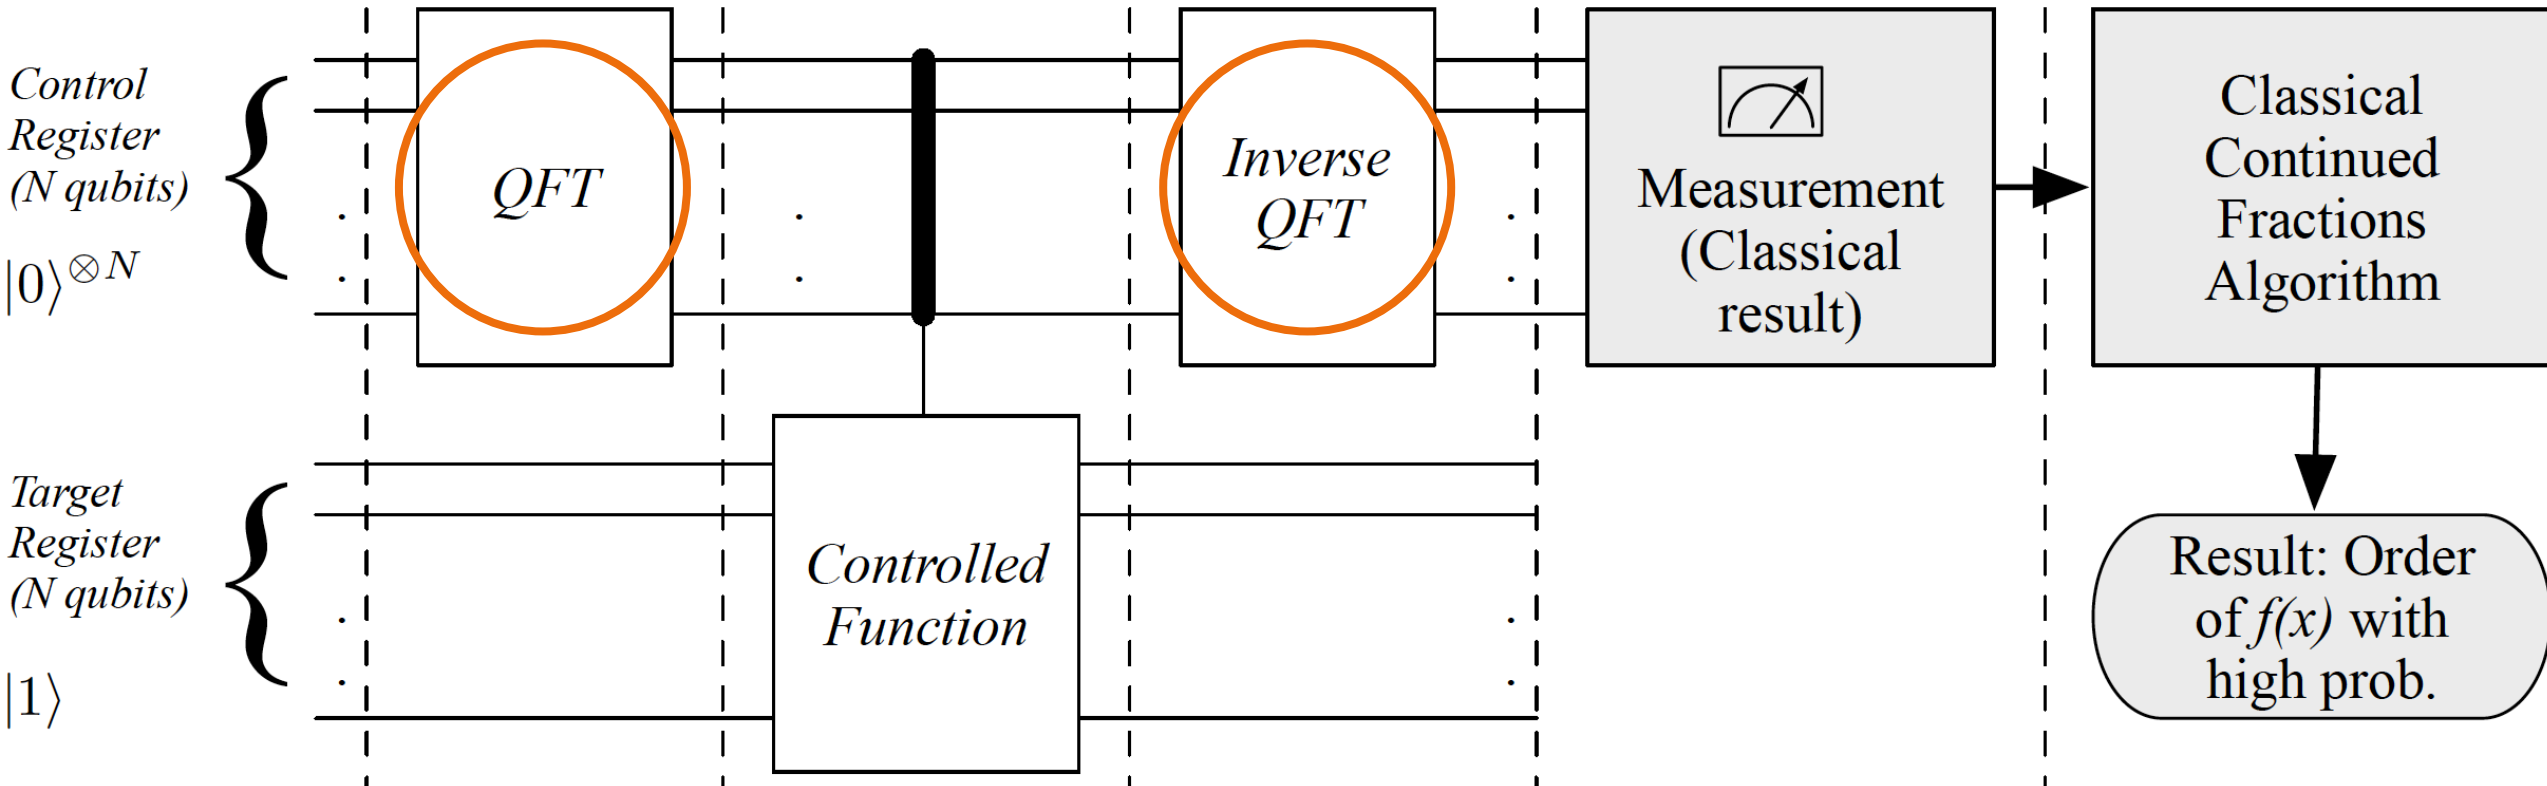 Control
Register
(N qubits)
|0⟩⊗N
QFT
Inverse
QFT
Measurement
(Classical
result)
Classical
Continued
Fractions
Algorithm
Target
Register
(N qubits)
|1⟩
Controlled
Function
Result: Order
of f(x) with
high prob.